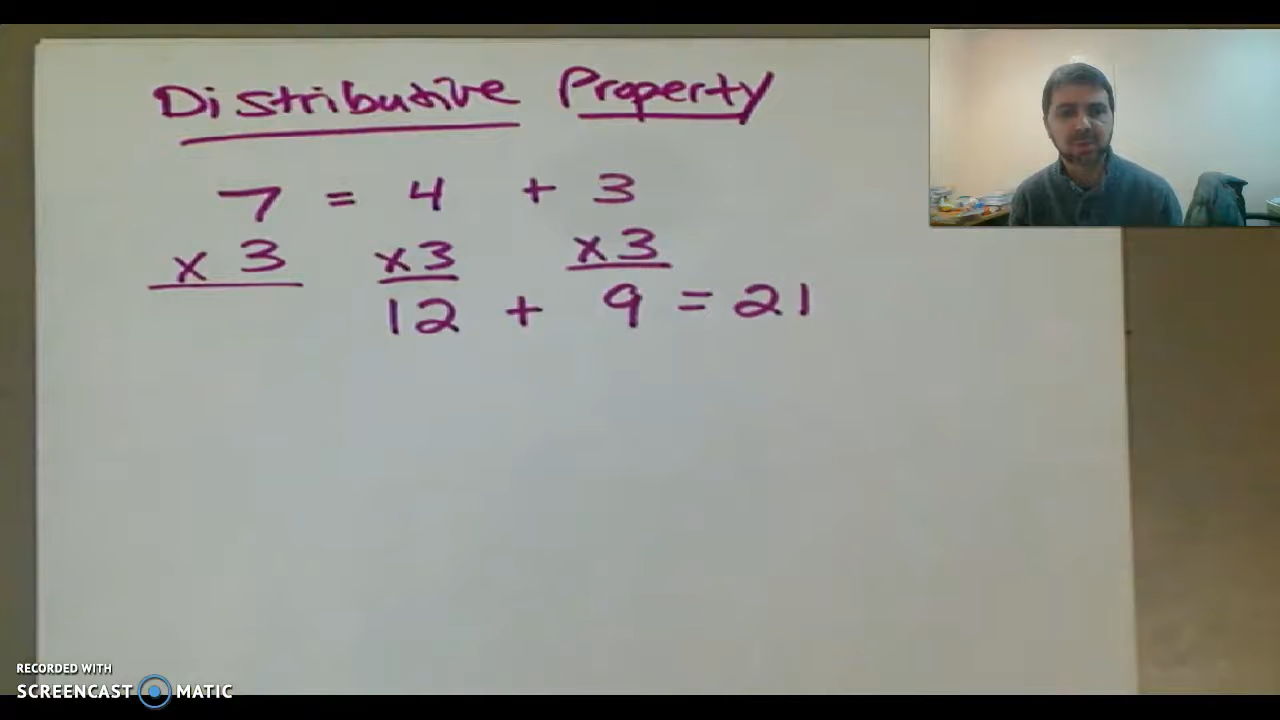 Distributive Property
7 = 4 + 3
x 3 x3 x3
12 + 9 = 21
RECORDED WITH
SCREENCAST MATIC